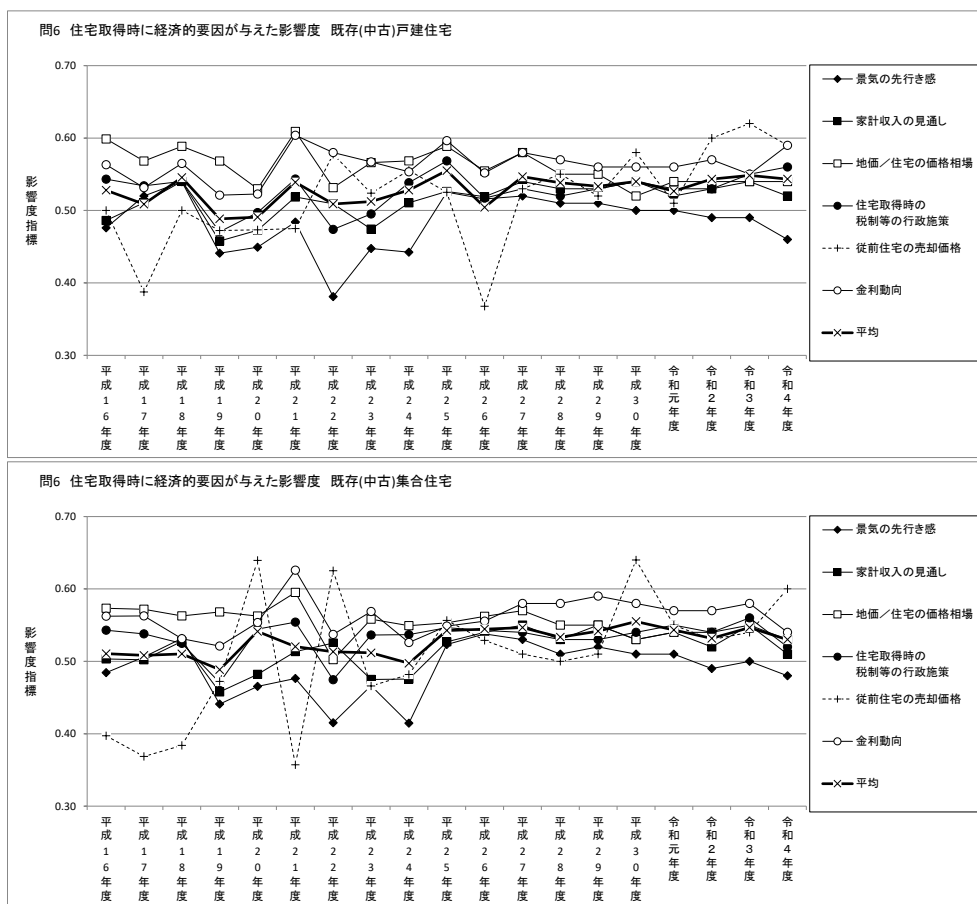 問6 住宅取得時に経済的要因が与えた影響度 既存(中古)戸建住宅
0.70
0.60
0.50
0.40
0.30
影響度指標
平成16年度
平成17年度
平成18年度
平成19年度
平成20年度
平成21年度
平成22年度
平成23年度
平成24年度
平成25年度
平成26年度
平成27年度
平成28年度
平成29年度
平成30年度
令和元年度
令和2年度
令和3年度
令和4年度
景気の先行き感
家計収入の見通し
地価/住宅の価格相場
住宅取得時の
税制等の行政施策
従前住宅の売却価格
金利動向
平均
問6 住宅取得時に経済的要因が与えた影響度 既存(中古)集合住宅
0.70
0.60
0.50
0.40
0.30
影響度指標
平成16年度
平成17年度
平成18年度
平成19年度
平成20年度
平成21年度
平成22年度
平成23年度
平成24年度
平成25年度
平成26年度
平成27年度
平成28年度
平成29年度
平成30年度
令和元年度
令和2年度
令和3年度
令和4年度
景気の先行き感
家計収入の見通し
地価/住宅の価格相場
住宅取得時の
税制等の行政施策
従前住宅の売却価格
金利動向
平均